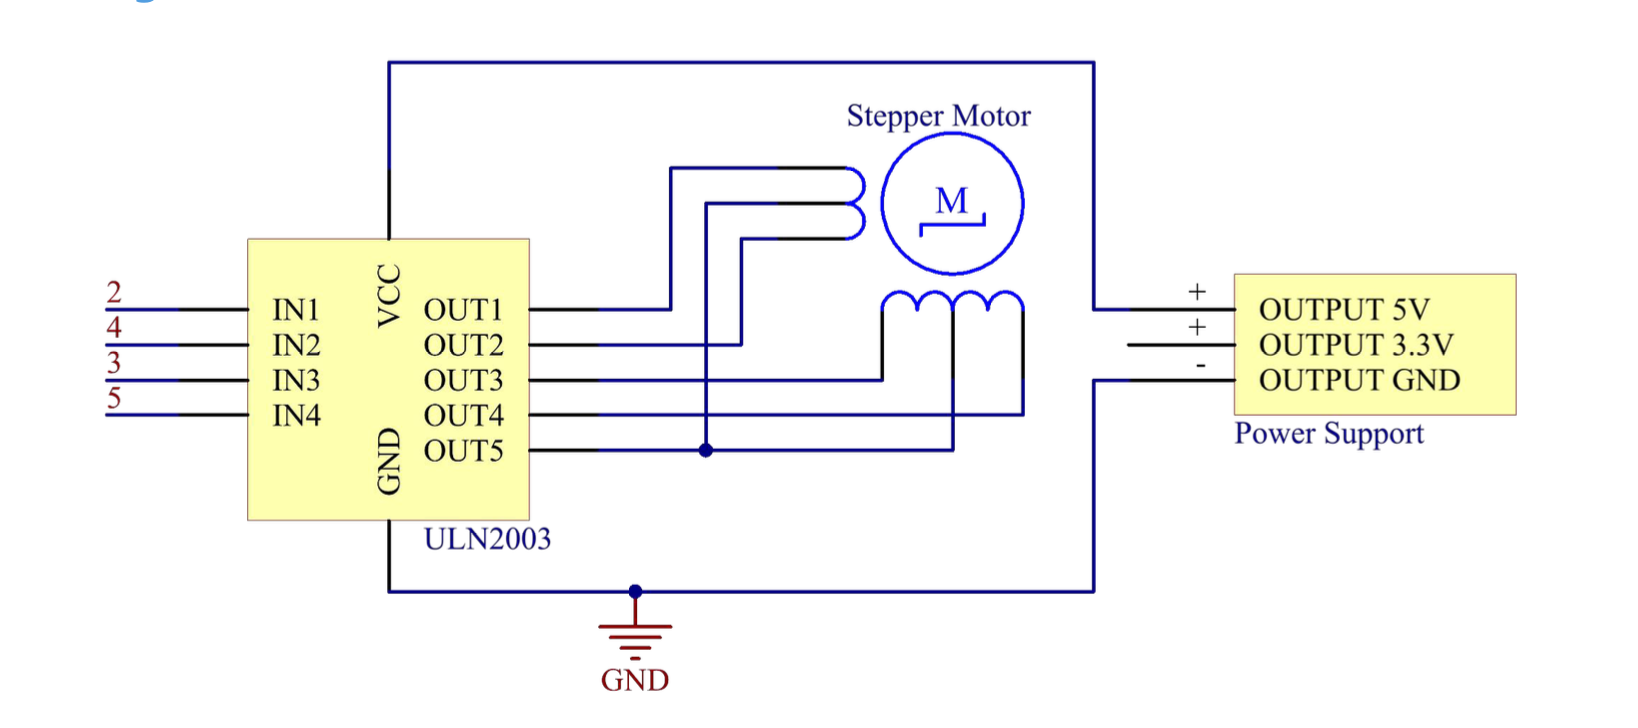 Stepper Motor
M
2
4
3
5
IN1
IN2
IN3
IN4
VCC
GND
OUT1
OUT2
OUT3
OUT4
OUT5
ULN2003
+
+
-
OUTPUT 5V
OUTPUT 3.3V
OUTPUT GND
Power Support
GND